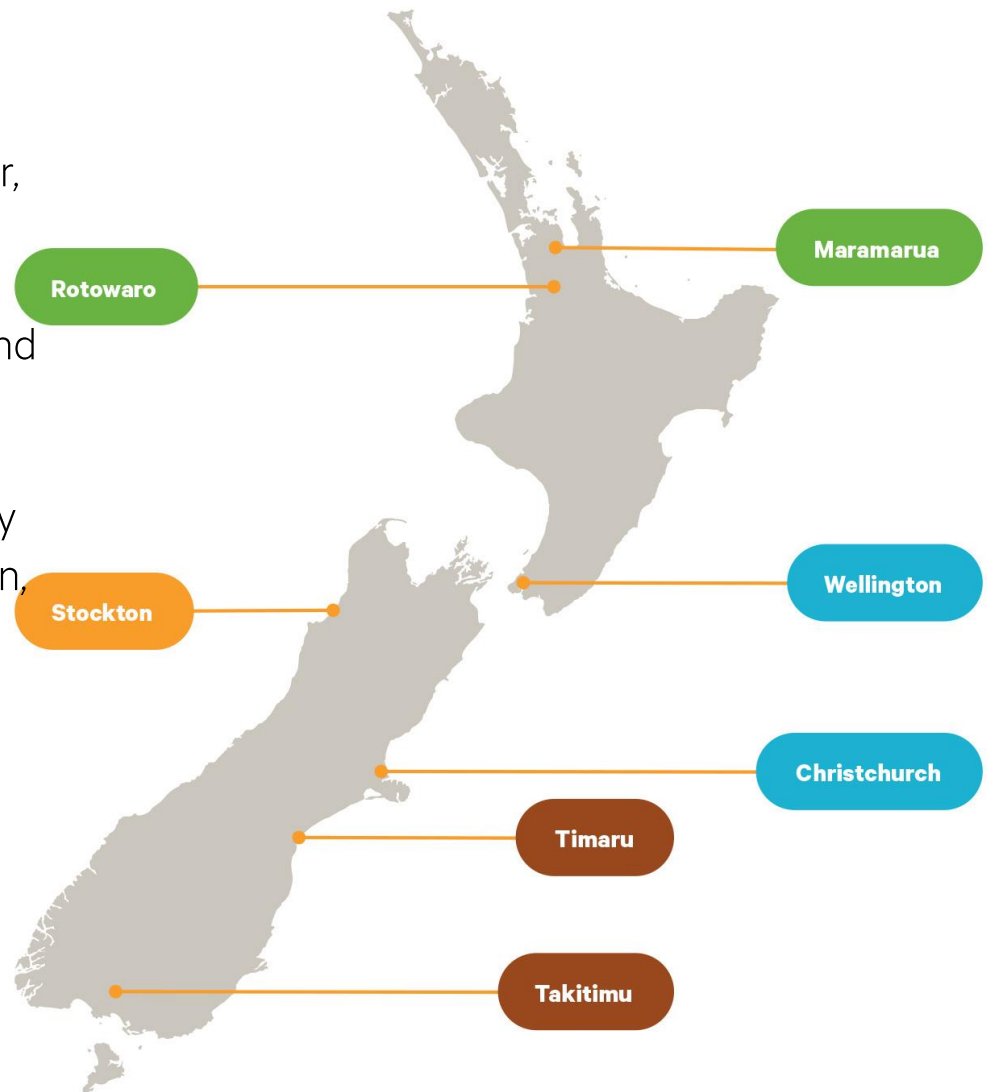 r,
Maramarua
Rotowaro
nd
y
n,
Stockton
Wellington
Christchurch
Timaru
Takitimu